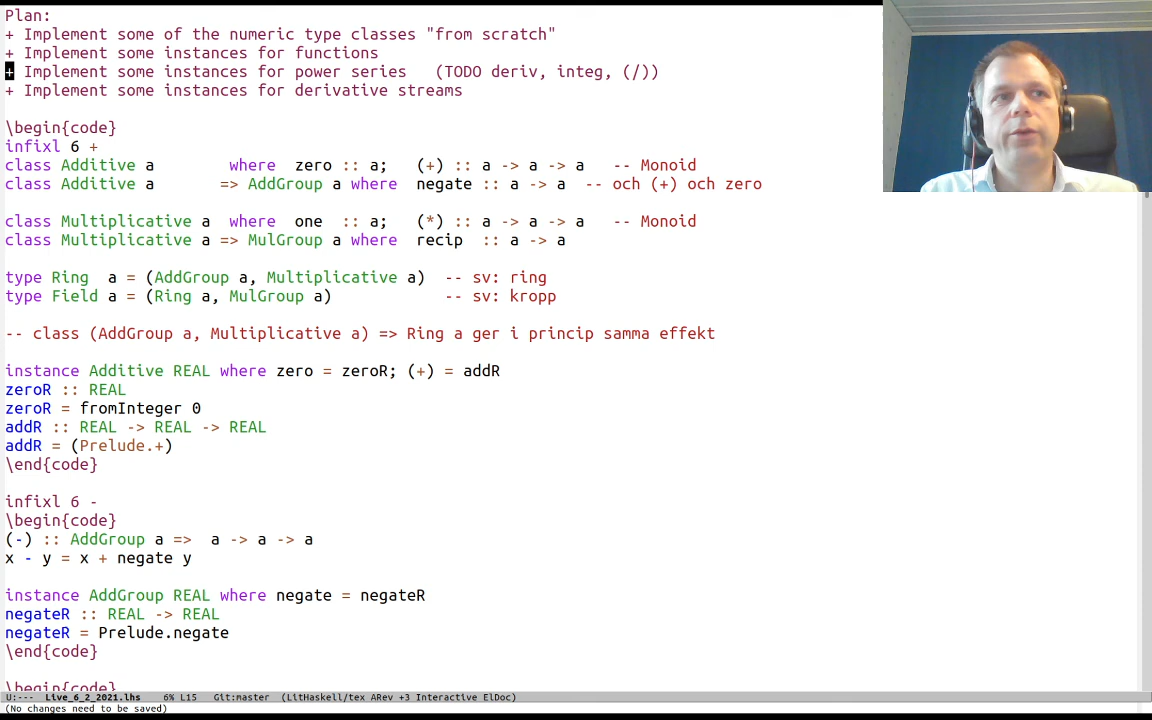 Plan:
+ Implement some of the numeric type classes "from scratch"
+ Implement some instances for functions
+ Implement some instances for power series   (TODO deriv, integ, (/))
+ Implement some instances for derivative streams
\begin{code}
infixl 6 +
class Additive a        where  zero :: a;   (+) :: a -> a -> a   -- Monoid
class Additive a       => AddGroup a where  negate :: a -> a  -- och (+) och zero
class Multiplicative a  where  one  :: a;   (*) :: a -> a -> a   -- Monoid
class Multiplicative a => MulGroup a where  recip  :: a -> a
type Ring  a = (AddGroup a, Multiplicative a)  -- sv: ring
type Field a = (Ring a, MulGroup a)            -- sv: kropp
-- class (AddGroup a, Multiplicative a) => Ring a ger i princip samma effekt
instance Additive REAL where zero = zeroR; (+) = addR
zeroR :: REAL
zeroR = fromInteger 0
addR :: REAL -> REAL -> REAL
addR = (Prelude.+)
\end{code}
infixl 6 -
\begin{code}
(-) :: AddGroup a =>  a -> a -> a
x - y = x + negate y
instance AddGroup REAL where negate = negateR
negateR :: REAL -> REAL
negateR = Prelude.negate
\end{code}
\begin{code}
U:---  Live_6_2_2021.lhs    6% L15    Git:master  (LitHaskell/tex ARev +3 Interactive ElDoc)
(No changes need to be saved)